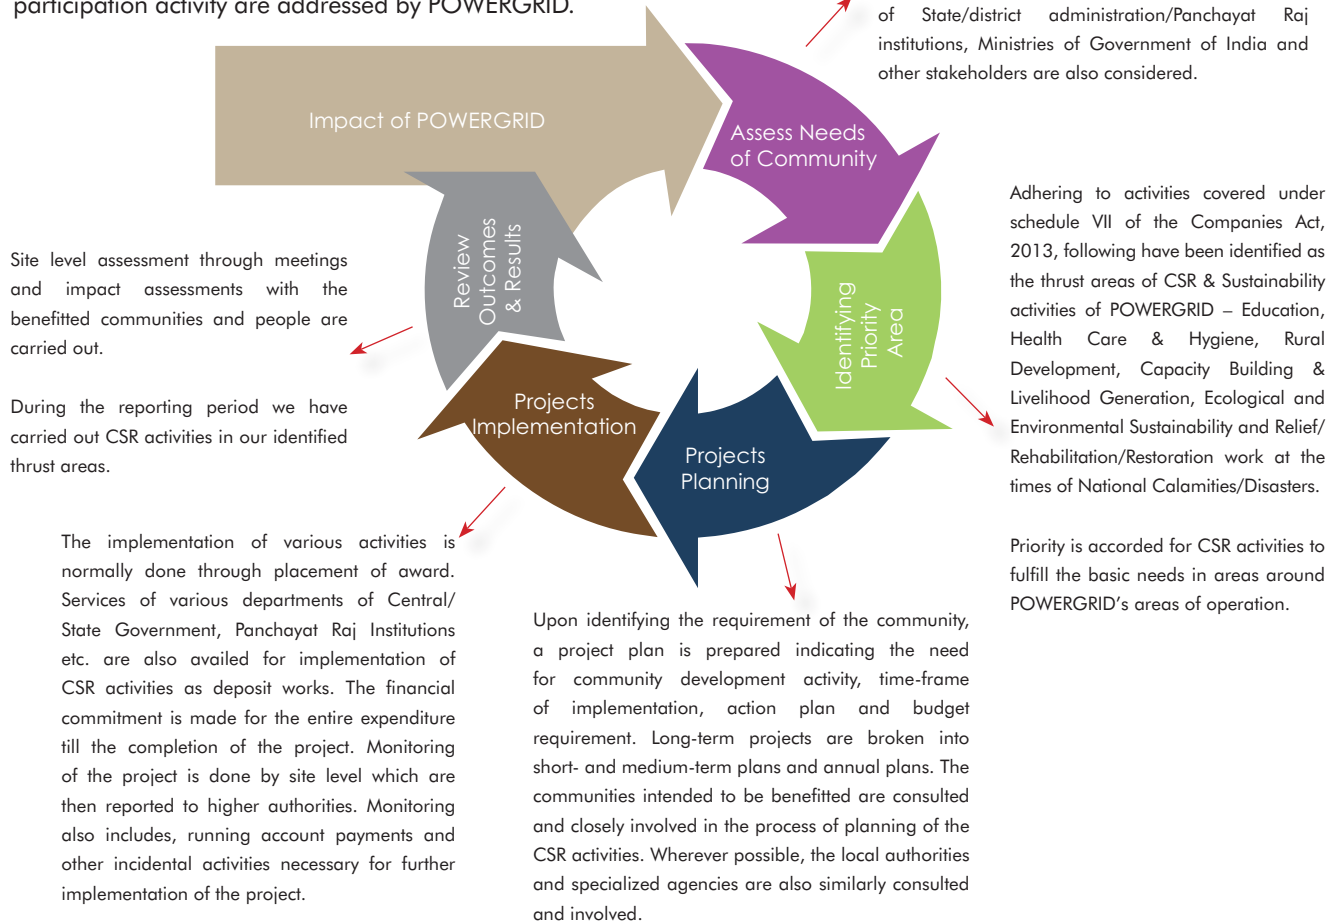 participation activity are addressed by POWERGRID.
of State/district administration/Panchayat Raj
institutions, Ministries of Government of India and
other stakeholders are also considered.
Impact of POWERGRID
Assess Needs
of Community
Identifying
Priority
Area
Projects
Planning
Projects
Implementation
Review
Outcomes
& Results
Adhering to activities covered under
schedule VII of the Companies Act,
2013, following have been identified as
the thrust areas of CSR & Sustainability
activities of POWERGRID – Education,
Health Care & Hygiene, Rural
Development, Capacity Building &
Livelihood Generation, Ecological and
Environmental Sustainability and Relief/
Rehabilitation/Restoration work at the
times of National Calamities/Disasters.
Priority is accorded for CSR activities to
fulfill the basic needs in areas around
POWERGRID's areas of operation.
Site level assessment through meetings
and impact assessments with the
benefitted communities and people are
carried out.
During the reporting period we have
carried out CSR activities in our identified
thrust areas.
The implementation of various activities is
normally done through placement of award.
Services of various departments of Central/
State Government, Panchayat Raj Institutions
etc. are also availed for implementation of
CSR activities as deposit works. The financial
commitment is made for the entire expenditure
till the completion of the project. Monitoring
of the project is done by site level which are
then reported to higher authorities. Monitoring
also includes, running account payments and
other incidental activities necessary for further
implementation of the project.
Upon identifying the requirement of the community,
a project plan is prepared indicating the need
for community development activity, time-frame
of implementation, action plan and budget
requirement. Long-term projects are broken into
short- and medium-term plans and annual plans. The
communities intended to be benefitted are consulted
and closely involved in the process of planning of the
CSR activities. Wherever possible, the local authorities
and specialized agencies are also similarly consulted
and involved.